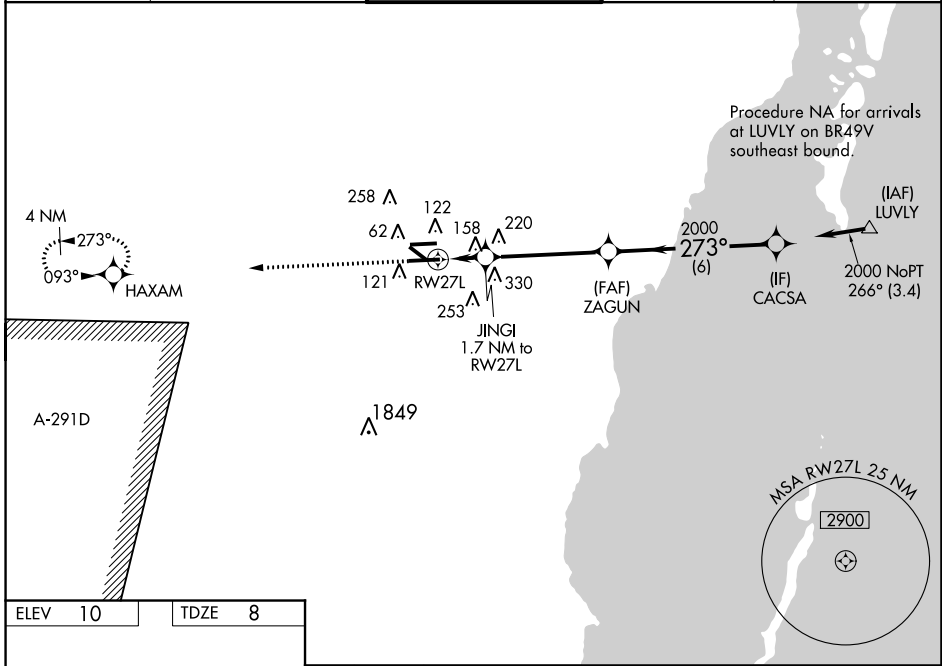 Procedure NA for arrivals
at LUVLY on BR49V
southeast bound.
(IAF)
LUVLY
258
122
62
158
220
4 NM
273°
093°
HAXAM
121
RW27L
253
330
JINGI
1.7 NM to
RW27L
(FAF)
ZAGUN
2000
273°
(6)
(IF)
CACSA
2000 NoPT
266° (3.4)
A-291D
1849
MSA RW27L 25 NM
2900
ELEV 10
TDZE 8